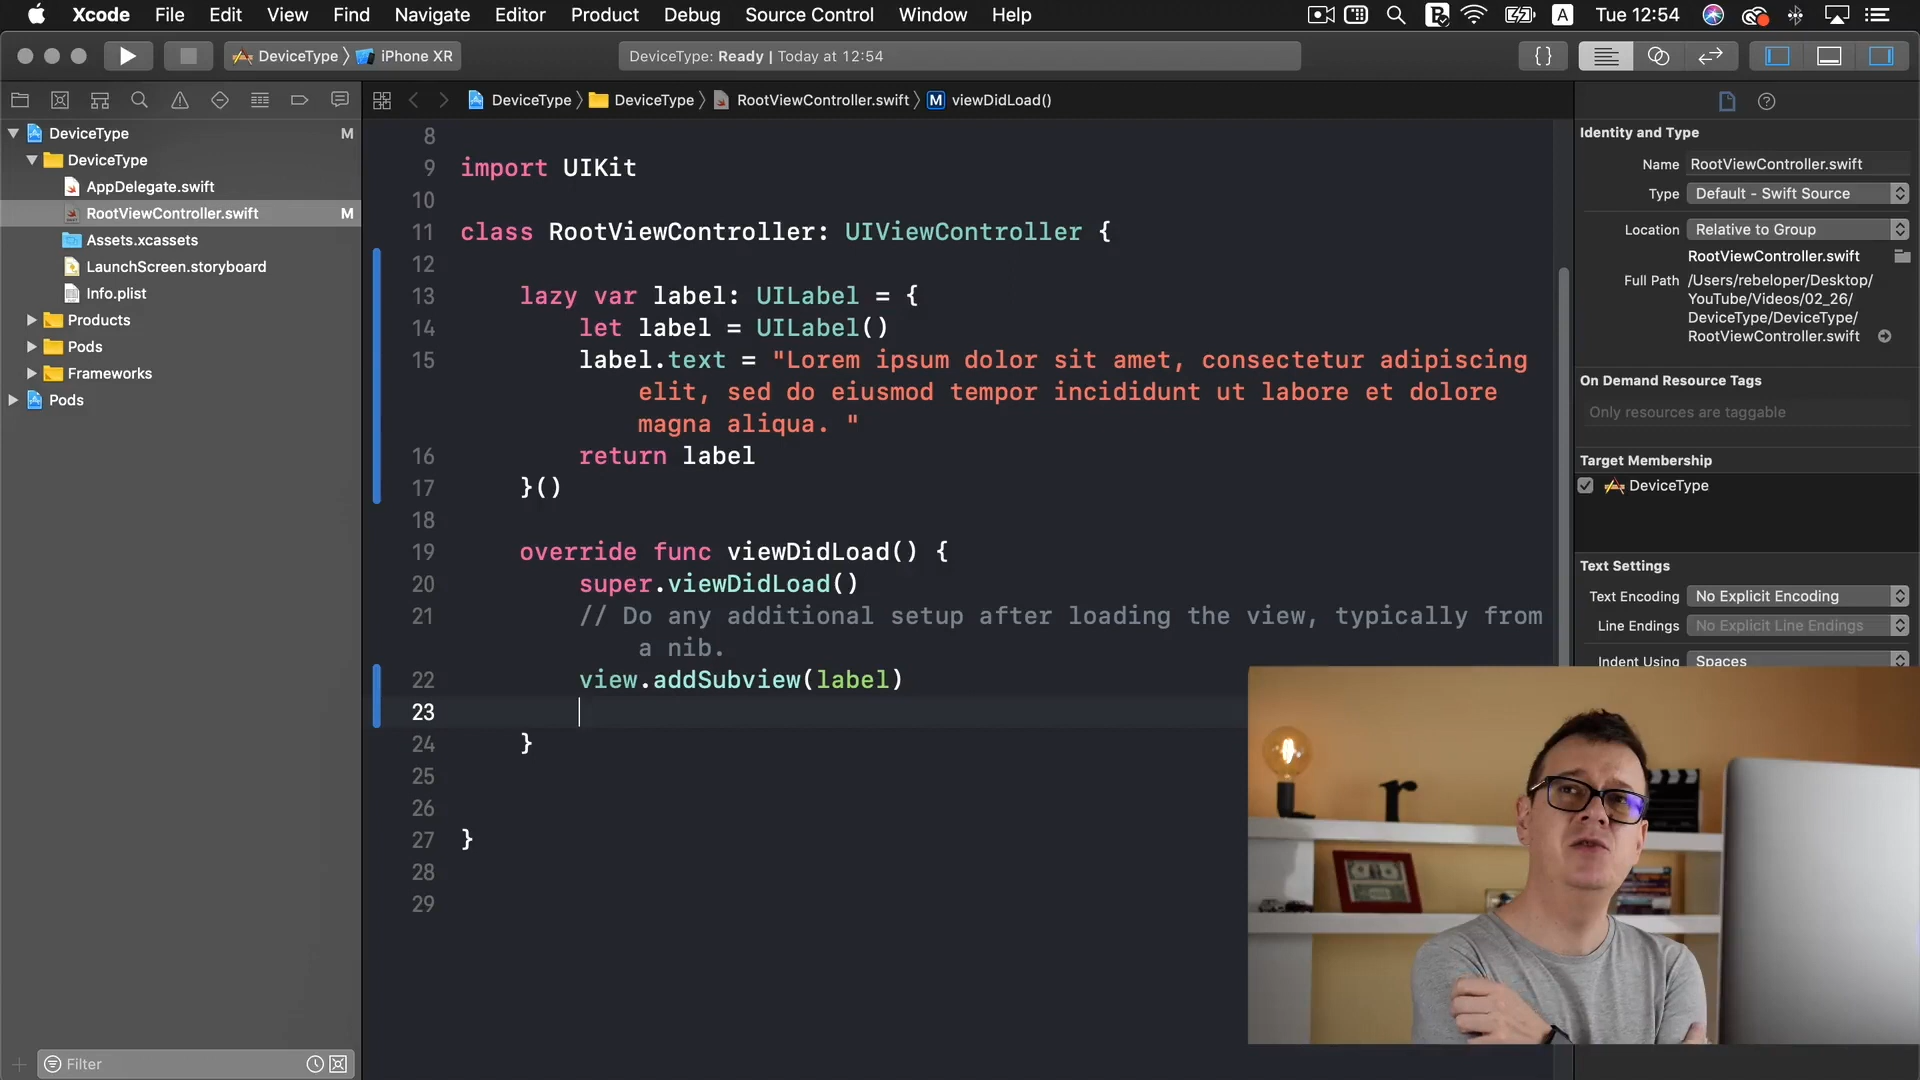 Xcode File Edit View Find Navigate Editor Product Debug Source Control Window Help A Tue 12:54
DeviceType iPhone XR
DeviceType: Ready | Today at 12:54
{}
DeviceType DeviceType RootViewController.swift M viewDidLoad()
DeviceType M
DeviceType
AppDelegate.swift
RootViewController.swift M
Assets.xcassets
LaunchScreen.storyboard
Info.plist
Products
Pods
Frameworks
Pods
Filter
8
9 import UIKit
10
11 class RootViewController: UIViewController {
12
13 lazy var label: UILabel = {
14 let label = UILabel()
15 label.text = "Lorem ipsum dolor sit amet, consectetur adipiscing
elit, sed do eiusmod tempor incididunt ut labore et dolore
magna aliqua. "
16 return label
17 }()
18
19 override func viewDidLoad() {
20 super.viewDidLoad()
21 // Do any additional setup after loading the view, typically from
a nib.
22 view.addSubview(label)
23
24 }
25
26
27 }
28
29
Identity and Type
Name RootViewController.swift
Type Default - Swift Source
Location Relative to Group
RootViewController.swift
Full Path /Users/rebeloper/Desktop/
YouTube/Videos/02_26/
DeviceType/DeviceType/
RootViewController.swift
On Demand Resource Tags
Only resources are taggable
Target Membership
DeviceType
Text Settings
Text Encoding No Explicit Encoding
Line Endings No Explicit Line Endings
Indent Using Spaces